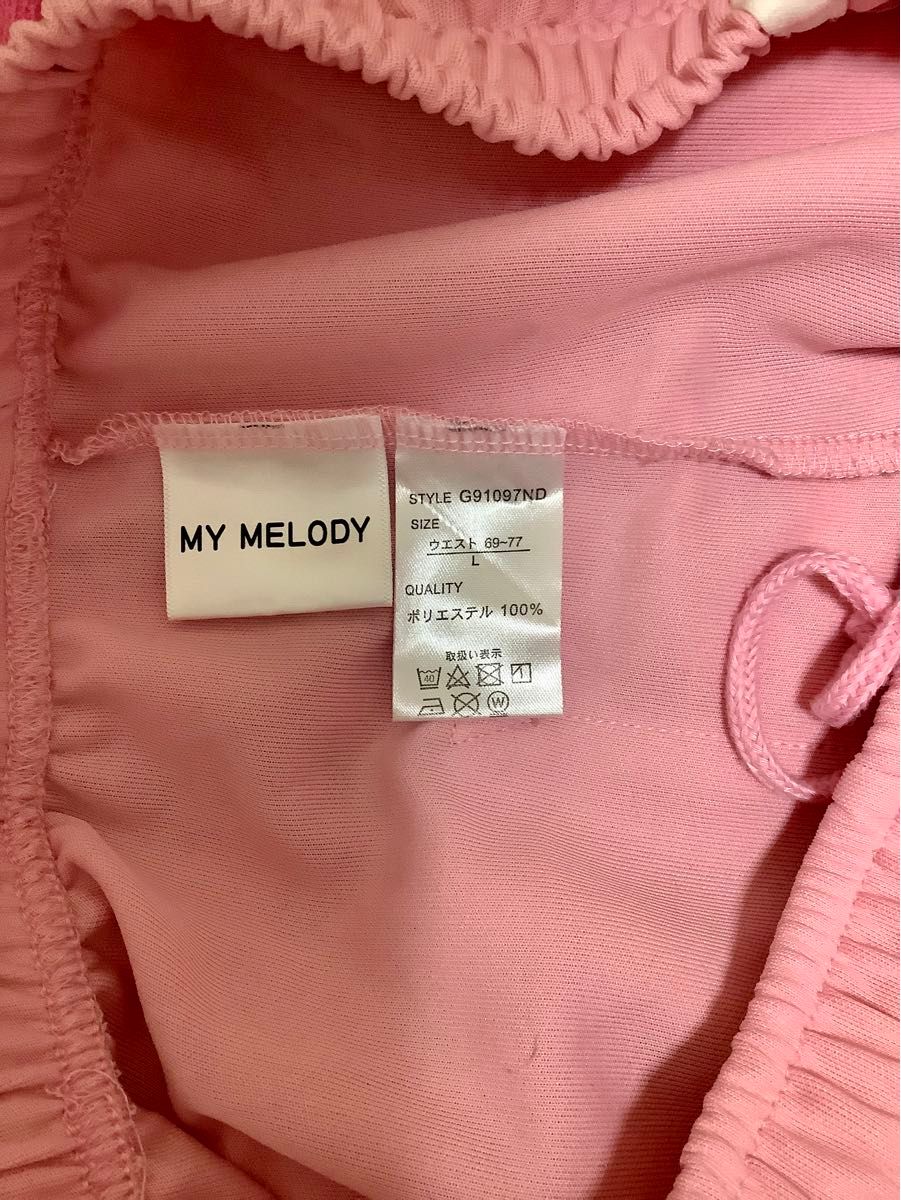 MY MELODY
STYLE G91097ND
SIZE
ウエスト 69~77
L
QUALITY
ポリエステル 100%
取扱い表示
40
W